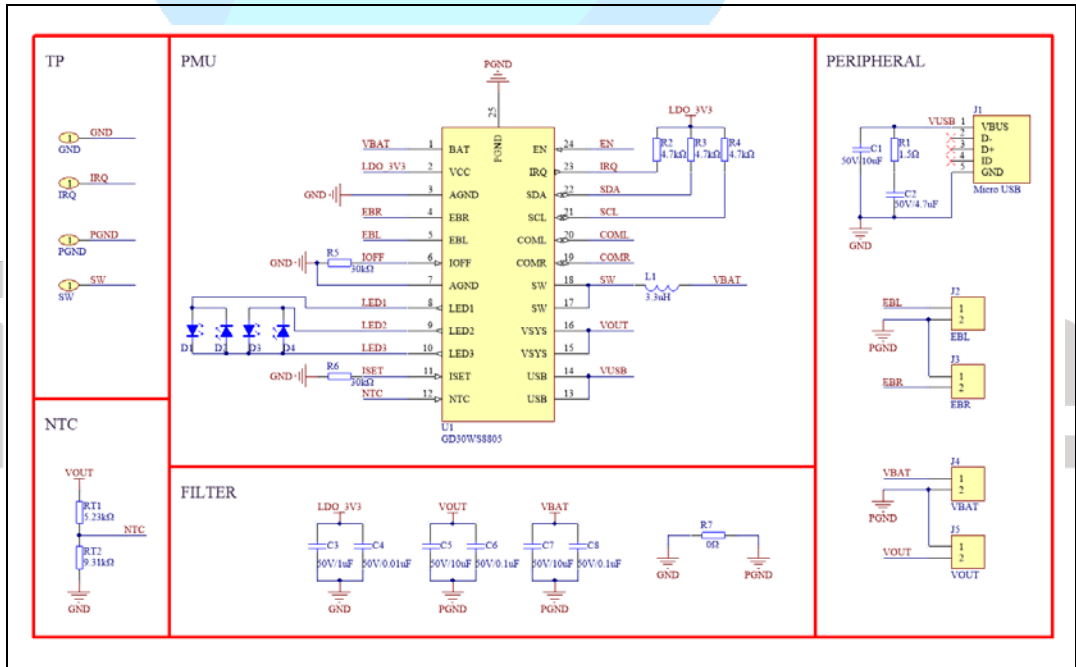 TP
GND
1
GND
IRQ
1
IRQ
PGND
1
PGND
SW
1
SW
NTC
VOUT
RT1
5.23kΩ
NTC
RT2
9.31kΩ
GND
PMU
PGND
25
PGND
VBAT 1 BAT
LDO_3V3 2 VCC
GND 3 AGND
EBR 4 EBR
EBL 5 EBL
GND R5 30kΩ IOFF 6 IOFF
7 AGND
LED1 8 LED1
LED2 9 LED2
D1 D2 D3 D4
LED3 10 LED3
GND R6 30kΩ ISET 11 ISET
NTC 12 NTC
LDO_3V3
R2 R3 R4
4.7kΩ 4.7kΩ 4.7kΩ
EN 24 EN
IRQ 23 IRQ
SDA 22 SDA
SCL 21 SCL
COML 20 COML
COMR 19 COMR
SW 18 SW L1 3.3uH VBAT
SW 17
VSYS 16 VOUT
VSYS 15
USB 14 VUSB
USB 13
U1
GD30WS8805
FILTER
LDO_3V3 VOUT VBAT
C3 C4 C5 C6 C7 C8
50V/1uF 50V/0.01uF 50V/10uF 50V/0.1uF 50V/10uF 50V/0.1uF
GND PGND PGND
R7
0Ω
GND PGND
PERIPHERAL
J1
VUSB 1 VBUS
2 D-
3 D+
4 ID
5 GND
Micro USB
C1
50V/10uF
R1
1.5Ω
C2
50V/4.7uF
GND
J2
EBL 1
2
PGND
EBL
J3
1
EBR 2
EBR
J4
VBAT 1
2
PGND
VBAT
J5
1
VOUT 2
VOUT